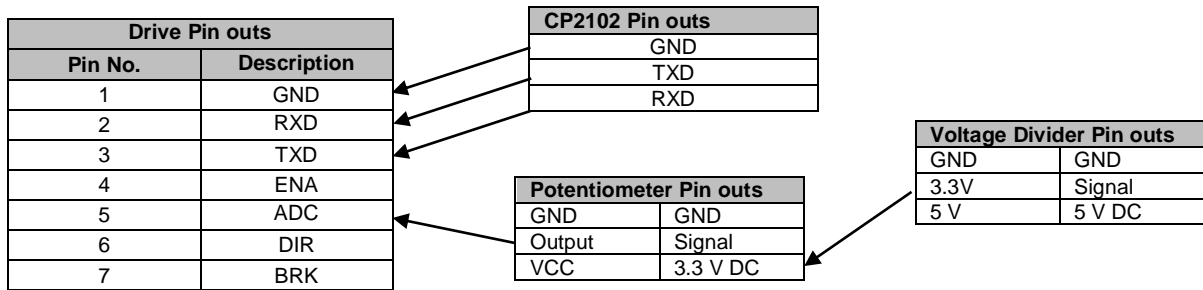 Drive Pin outs
Pin No. Description
1 GND
2 RXD
3 TXD
4 ENA
5 ADC
6 DIR
7 BRK
CP2102 Pin outs
GND
TXD
RXD
Potentiometer Pin outs
GND GND
Output Signal
VCC 3.3 V DC
Voltage Divider Pin outs
GND GND
3.3V Signal
5 V 5 V DC